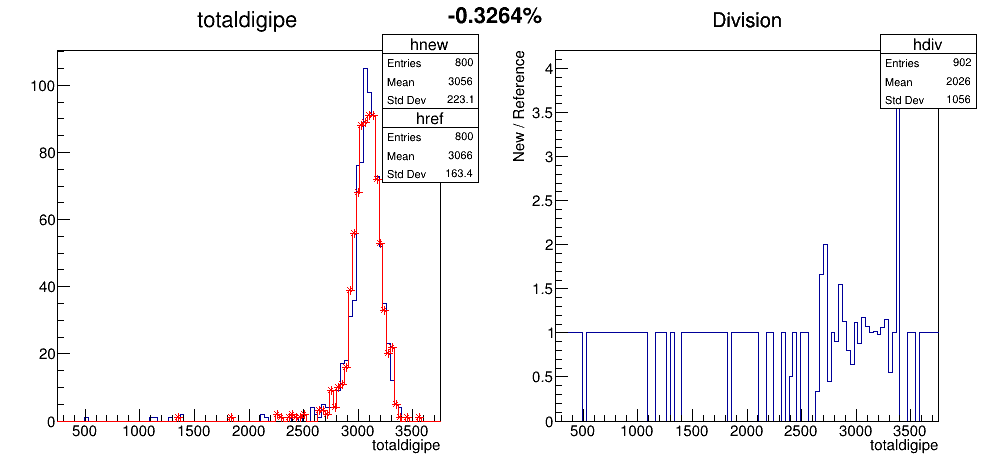 -0.3264%
totaldigipe
hnew
Entries 800
Mean 3056
Std Dev 223.1
href
Entries 800
Mean 3066
Std Dev 163.4
100
80
60
40
20
0
500 1000 1500 2000 2500 3000 3500
totaldigipe
Division
hdiv
Entries 902
Mean 2026
Std Dev 1056
New / Reference
4
3.5
3
2.5
2
1.5
1
0.5
0
500 1000 1500 2000 2500 3000 3500
totaldigipe